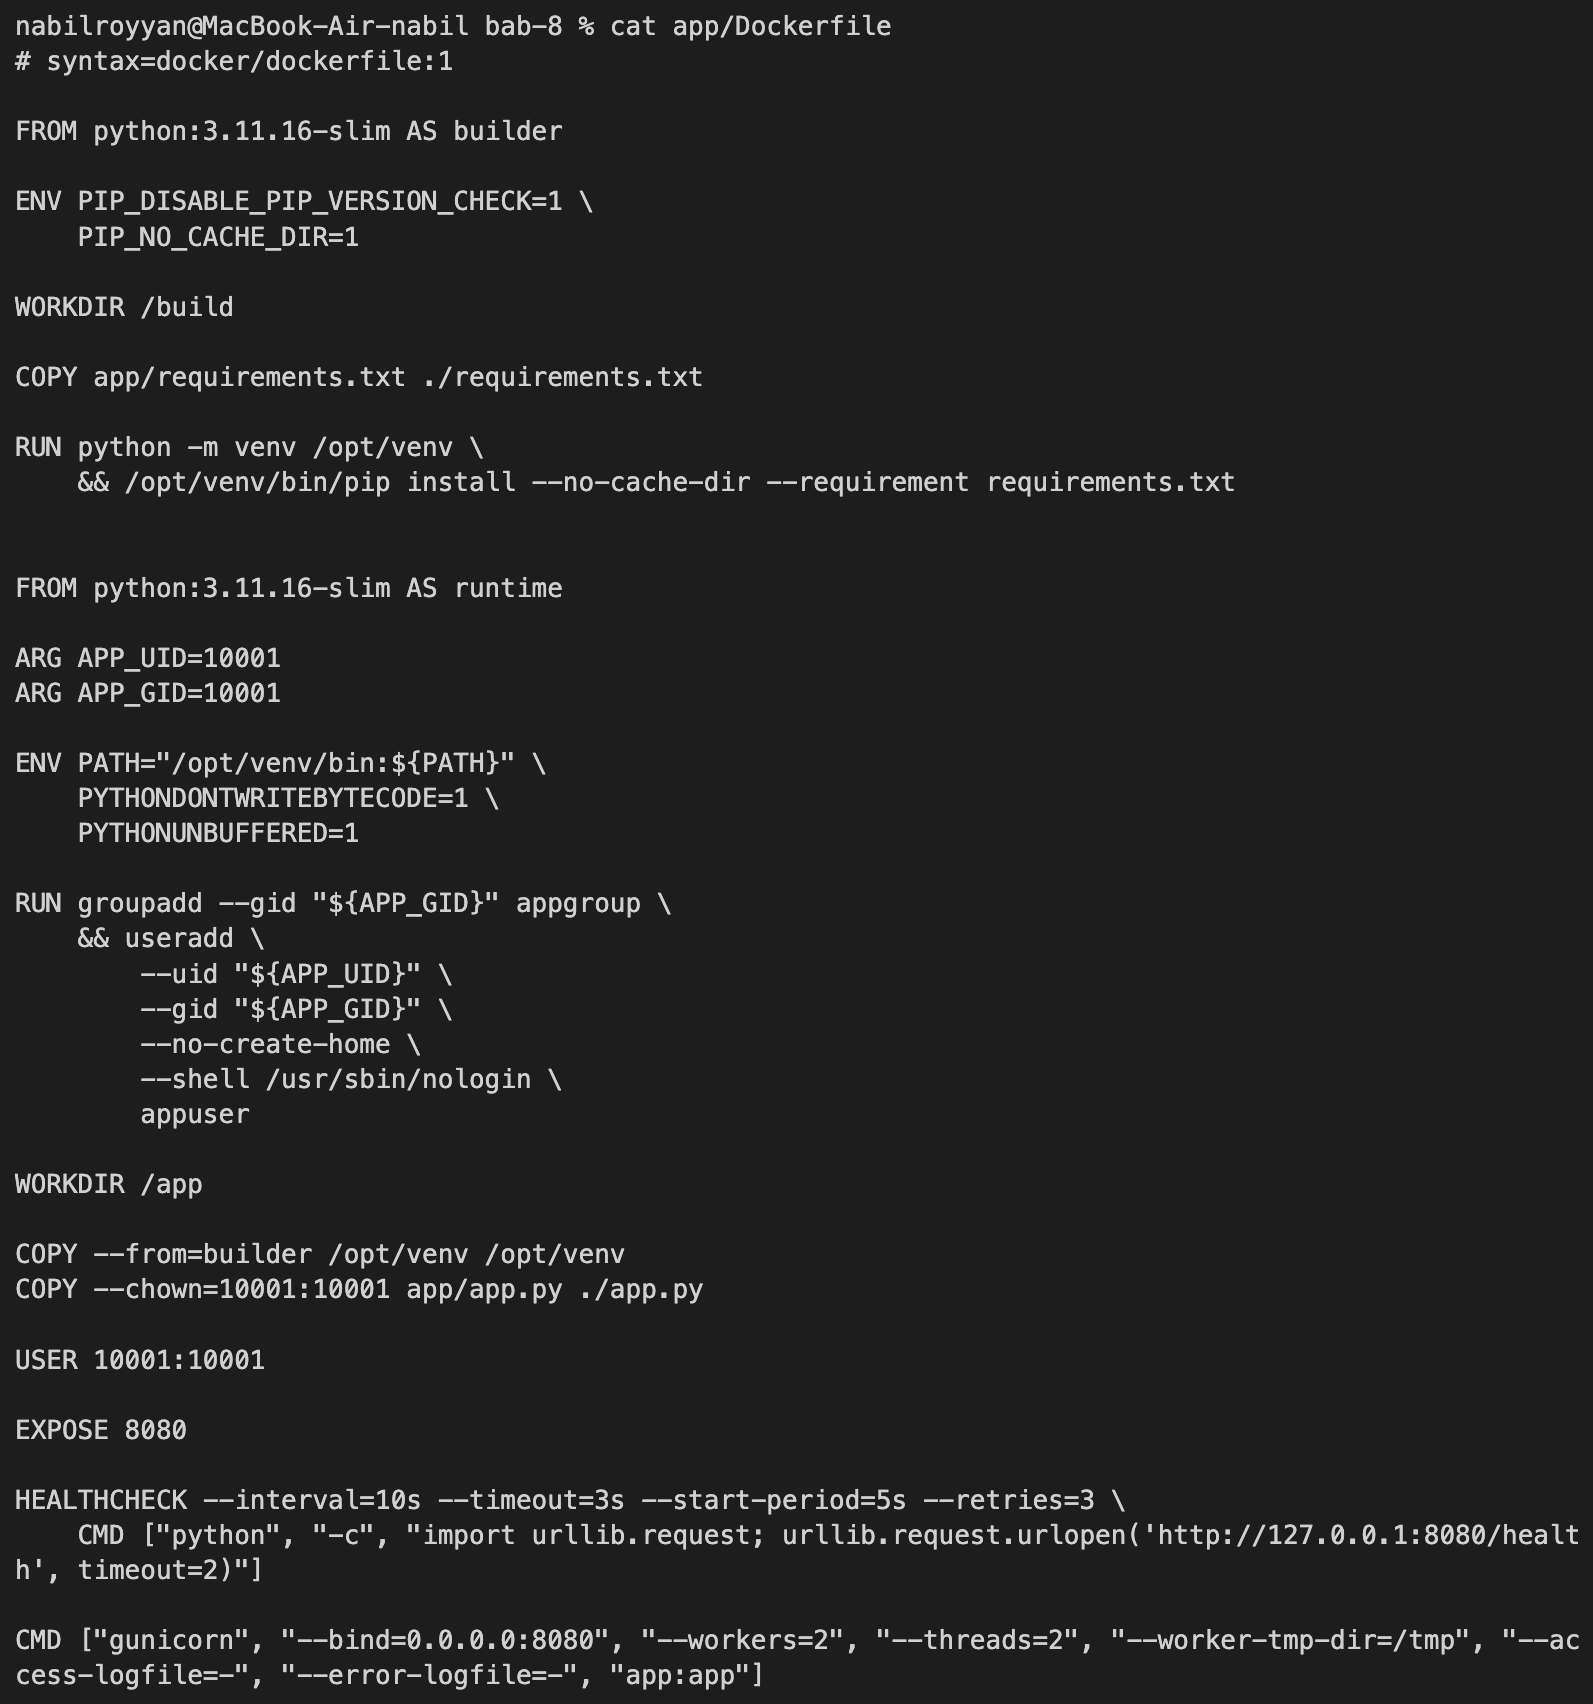 nabilroyyan@MacBook-Air-nabil bab-8 % cat app/Dockerfile
# syntax=docker/dockerfile:1

FROM python:3.11.16-slim AS builder

ENV PIP_DISABLE_PIP_VERSION_CHECK=1 \
    PIP_NO_CACHE_DIR=1

WORKDIR /build

COPY app/requirements.txt ./requirements.txt

RUN python -m venv /opt/venv \
    && /opt/venv/bin/pip install --no-cache-dir --requirement requirements.txt


FROM python:3.11.16-slim AS runtime

ARG APP_UID=10001
ARG APP_GID=10001

ENV PATH="/opt/venv/bin:${PATH}" \
    PYTHONDONTWRITEBYTECODE=1 \
    PYTHONUNBUFFERED=1

RUN groupadd --gid "${APP_GID}" appgroup \
    && useradd \
        --uid "${APP_UID}" \
        --gid "${APP_GID}" \
        --no-create-home \
        --shell /usr/sbin/nologin \
        appuser

WORKDIR /app

COPY --from=builder /opt/venv /opt/venv
COPY --chown=10001:10001 app/app.py ./app.py

USER 10001:10001

EXPOSE 8080

HEALTHCHECK --interval=10s --timeout=3s --start-period=5s --retries=3 \
    CMD ["python", "-c", "import urllib.request; urllib.request.urlopen('http://127.0.0.1:8080/healt
h', timeout=2)"]

CMD ["gunicorn", "--bind=0.0.0.0:8080", "--workers=2", "--threads=2", "--worker-tmp-dir=/tmp", "--ac
cess-logfile=-", "--error-logfile=-", "app:app"]